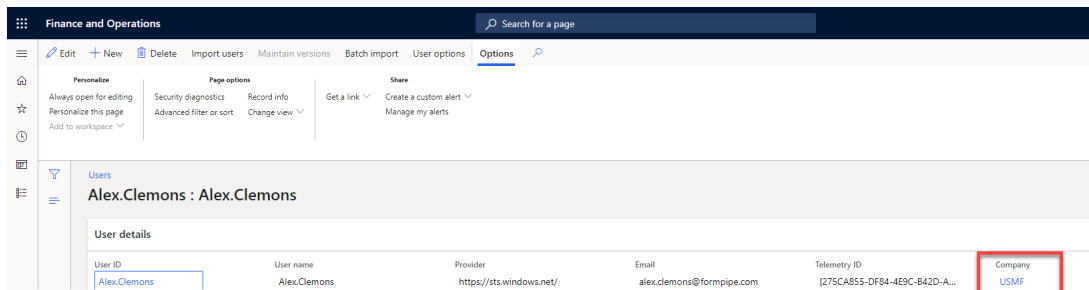 Finance and Operations
Search for a page
Edit New Delete Import users Maintain versions Batch import User options Options
Personalize Page options Share
Always open for editing Security diagnostics Record info Get a link Create a custom alert
Personalize this page Advanced filter or sort Change view Manage my alerts
Add to workspace
Users
Alex.Clemons : Alex.Clemons
User details
User ID User name Provider Email Telemetry ID Company
Alex.Clemons Alex.Clemons https://sts.windows.net/ alex.clemons@formpipe.com {275CA855-DF84-4E9C-B42D-A... USMF